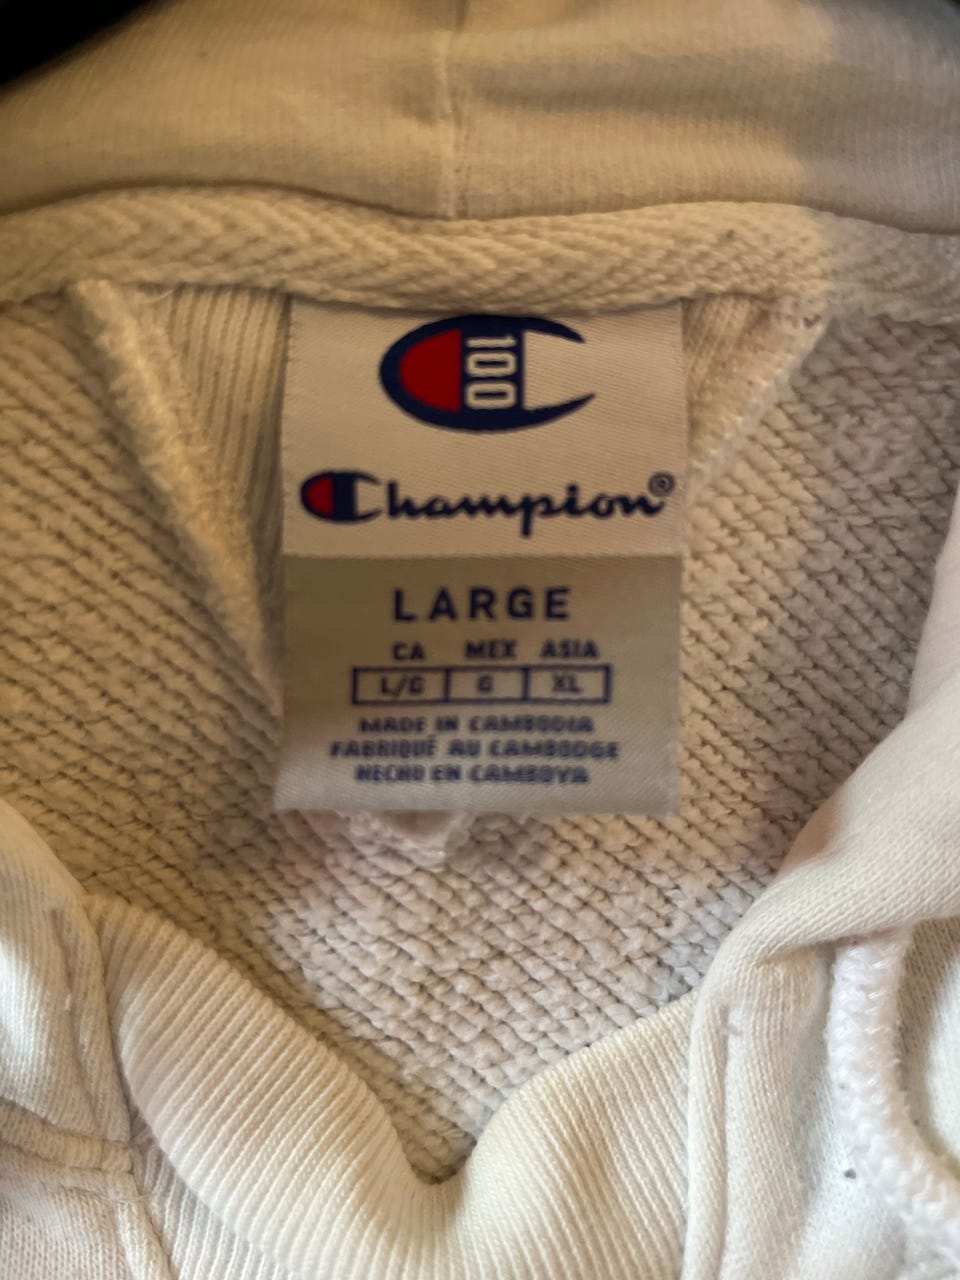 100
Champion®
LARGE
CA MEX ASIA
L/G G XL
MADE IN CAMBODIA
FABRIQUÉ AU CAMBODGE
HECHO EN CAMBOYA